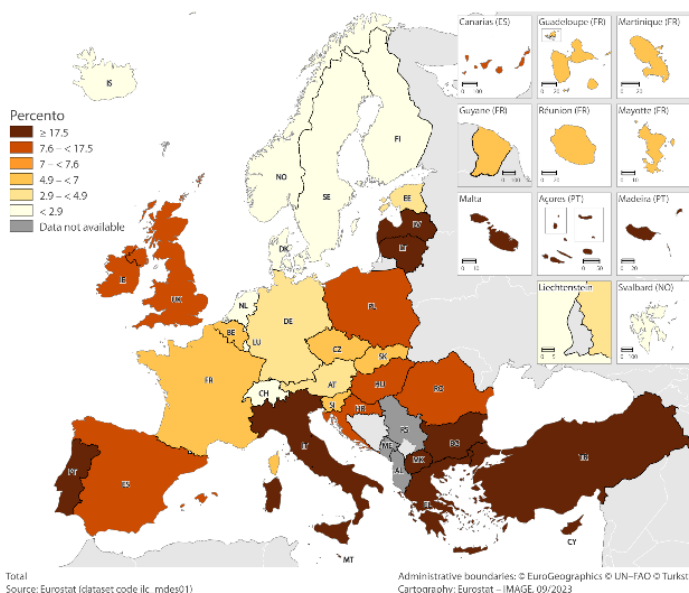 Canarias (ES)
Guadeloupe (FR)
Martinique (FR)
IS
Percento
≥ 17.5
7.6 – < 17.5
7 – < 7.6
4.9 – < 7
2.9 – < 4.9
< 2.9
Data not available
Guyane (FR)
Réunion (FR)
Mayotte (FR)
FI
NO
SE
EE
Malta
Açores (PT)
Madeira (PT)
LV
LT
DK
IE
UK
Liechtenstein
Svalbard (NO)
NL
PL
BE
DE
LU
CZ
SK
FR
AT
CH
HU
RO
SI
HR
RS
IT
ME
BG
MK
AL
PT
ES
TR
EL
CY
MT
Total
Source: Eurostat (dataset code ilc_mdes01)
Administrative boundaries: © EuroGeographics © UN–FAO © Turkst
Cartography: Eurostat – IMAGE, 09/2023